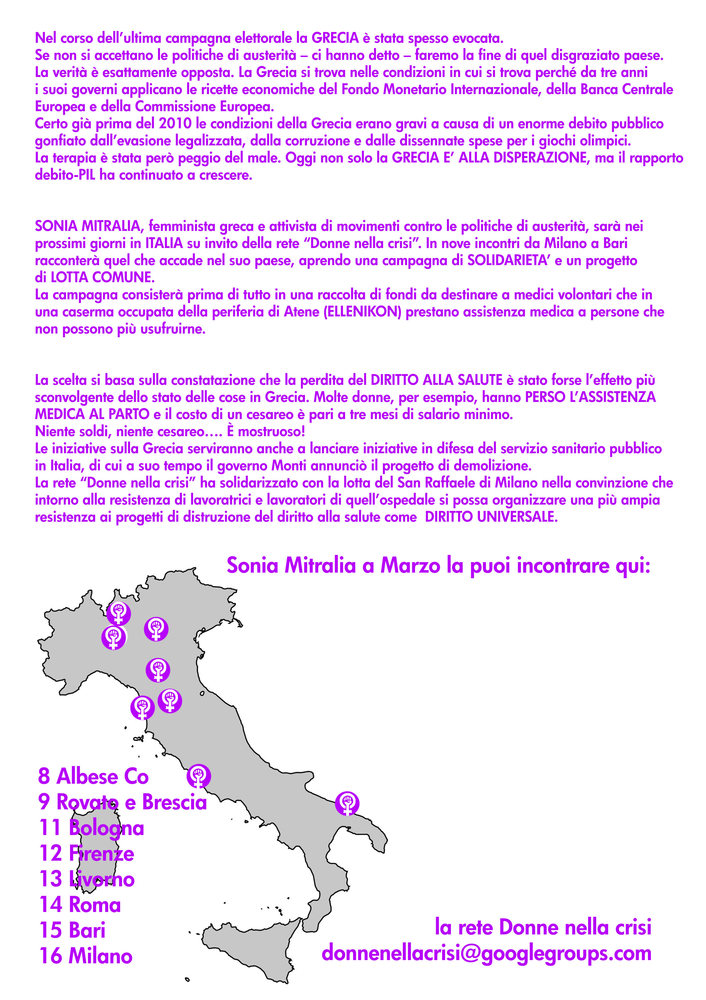 Nel corso dell’ultima campagna elettorale la GRECIA è stata spesso evocata.
Se non si accettano le politiche di austerità – ci hanno detto – faremo la fine di quel disgraziato paese.
La verità è esattamente opposta. La Grecia si trova nelle condizioni in cui si trova perché da tre anni
i suoi governi applicano le ricette economiche del Fondo Monetario Internazionale, della Banca Centrale
Europea e della Commissione Europea.
Certo già prima del 2010 le condizioni della Grecia erano gravi a causa di un enorme debito pubblico
gonfiato dall’evasione legalizzata, dalla corruzione e dalle dissennate spese per i giochi olimpici.
La terapia è stata però peggio del male. Oggi non solo la GRECIA E’ ALLA DISPERAZIONE, ma il rapporto
debito-PIL ha continuato a crescere.
SONIA MITRALIA, femminista greca e attivista di movimenti contro le politiche di austerità, sarà nei
prossimi giorni in ITALIA su invito della rete “Donne nella crisi”. In nove incontri da Milano a Bari
racconterà quel che accade nel suo paese, aprendo una campagna di SOLIDARIETA’ e un progetto
di LOTTA COMUNE.
La campagna consisterà prima di tutto in una raccolta di fondi da destinare a medici volontari che in
una caserma occupata della periferia di Atene (ELLENIKON) prestano assistenza medica a persone che
non possono più usufruirne.
La scelta si basa sulla constatazione che la perdita del DIRITTO ALLA SALUTE è stato forse l’effetto più
sconvolgente dello stato delle cose in Grecia. Molte donne, per esempio, hanno PERSO L’ASSISTENZA
MEDICA AL PARTO e il costo di un cesareo è pari a tre mesi di salario minimo.
Niente soldi, niente cesareo…. È mostruoso!
Le iniziative sulla Grecia serviranno anche a lanciare iniziative in difesa del servizio sanitario pubblico
in Italia, di cui a suo tempo il governo Monti annunciò il progetto di demolizione.
La rete “Donne nella crisi” ha solidarizzato con la lotta del San Raffaele di Milano nella convinzione che
intorno alla resistenza di lavoratrici e lavoratori di quell’ospedale si possa organizzare una più ampia
resistenza ai progetti di distruzione del diritto alla salute come  DIRITTO UNIVERSALE.
Sonia Mitralia a Marzo la puoi incontrare qui:
8 Albese Co
9 Rovato e Brescia
11 Bologna
12 Firenze
13 Livorno
14 Roma
15 Bari
16 Milano
la rete Donne nella crisi
donnenellacrisi@googlegroups.com